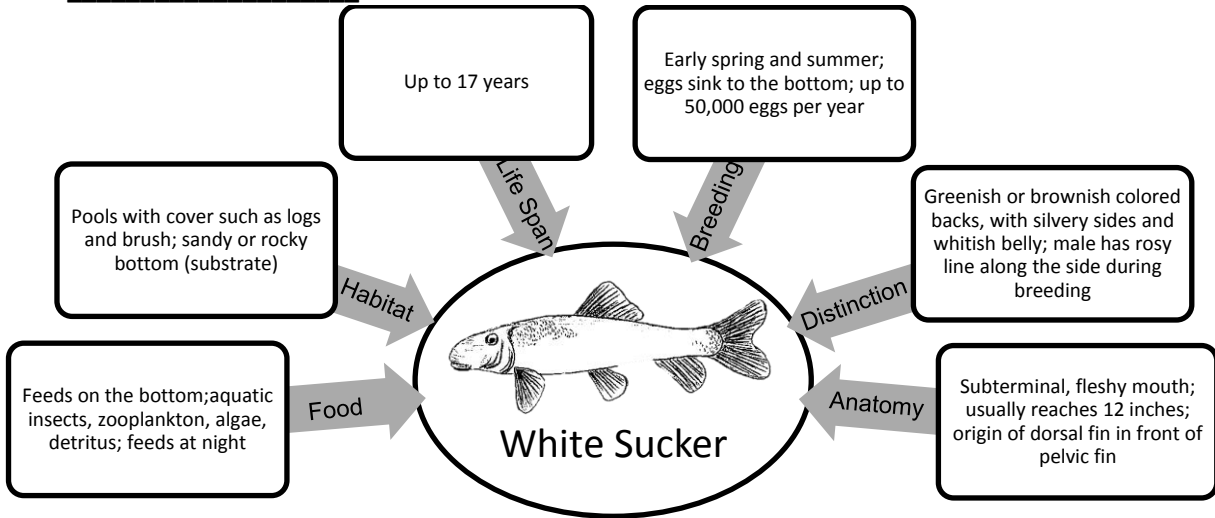 Up to 17 years
Early spring and summer;
eggs sink to the bottom; up to
50,000 eggs per year
Life Span
Breeding
Pools with cover such as logs
and brush; sandy or rocky
bottom (substrate)
Habitat
Greenish or brownish colored
backs, with silvery sides and
whitish belly; male has rosy
line along the side during
breeding
Distinction
Feeds on the bottom;aquatic
insects, zooplankton, algae,
detritus; feeds at night
Food
White Sucker
Anatomy
Subterminal, fleshy mouth;
usually reaches 12 inches;
origin of dorsal fin in front of
pelvic fin